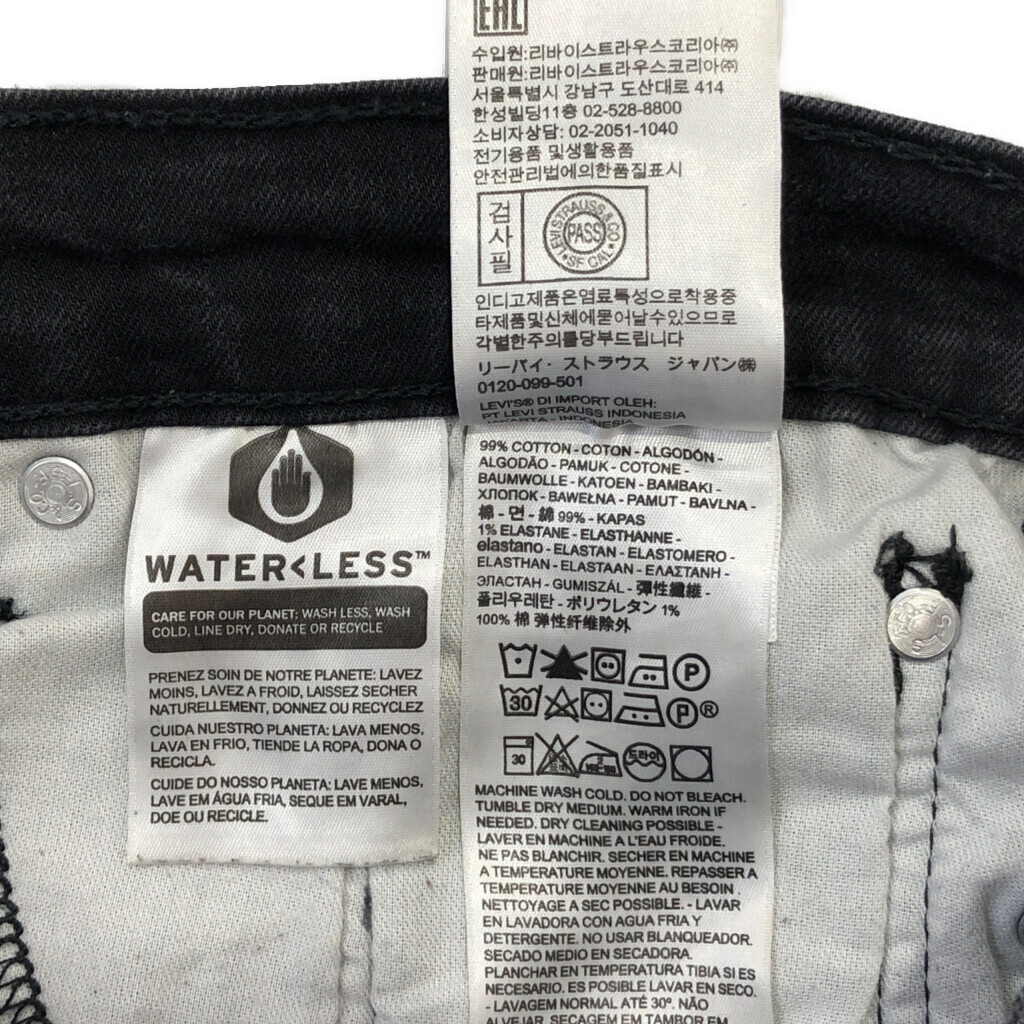 EAC
수입원:리바이스트라우스코리아㈜
판매원:리바이스트라우스코리아㈜
서울특별시 강남구 도산대로 414
한성빌딩11층 02-528-8800
소비자상담: 02-2051-1040
전기용품 및생활용품
안전관리법에의한품질표시
검사필
LEVI STRAUSS & CO
PASS
SF CAL
인디고제품은염료특성으로착용중
타제품및신체에묻어날수있으므로
각별한주의를당부드립니다
リーバイ・ストラウス ジャパン㈱
0120-099-501
LEVI'S® DI IMPORT OLEH:
PT LEVI STRAUSS INDONESIA
JAKARTA - INDONESIA
WATER<LESS™
CARE FOR OUR PLANET: WASH LESS, WASH
COLD, LINE DRY, DONATE OR RECYCLE
PRENEZ SOIN DE NOTRE PLANETE: LAVEZ
MOINS, LAVEZ A FROID, LAISSEZ SECHER
NATURELLEMENT, DONNEZ OU RECYCLEZ
CUIDA NUESTRO PLANETA: LAVA MENOS,
LAVA EN FRIO, TIENDE LA ROPA, DONA O
RECICLA.
CUIDE DO NOSSO PLANETA: LAVE MENOS,
LAVE EM ÁGUA FRIA, SEQUE EM VARAL,
DOE OU RECICLE.
99% COTTON - COTON - ALGODÓN -
ALGODÃO - PAMUK - COTONE -
BAUMWOLLE - KATOEN - BAMBAKI -
ХЛОПОК - BAWEŁNA - PAMUT - BAVLNA -
棉 - 면 - 綿 99% - KAPAS
1% ELASTANE - ELASTHANNE -
elastano - ELASTAN - ELASTOMERO -
ELASTHAN - ELASTAAN - ΕΛΑΣΤΑΝΗ -
ЭЛАСТАН - GUMISZÁL - 彈性纖維 -
폴리우레탄 - ポリウレタン 1%
100% 棉 弹性纤维除外
P
30 P®
30 2 드라이
MACHINE WASH COLD. DO NOT BLEACH.
TUMBLE DRY MEDIUM. WARM IRON IF
NEEDED. DRY CLEANING POSSIBLE -
LAVER EN MACHINE A L'EAU FROIDE.
NE PAS BLANCHIR. SECHER EN MACHINE
A TEMPERATURE MOYENNE. REPASSER A
TEMPERATURE MOYENNE AU BESOIN .
NETTOYAGE A SEC POSSIBLE. - LAVAR
EN LAVADORA CON AGUA FRIA Y
DETERGENTE. NO USAR BLANQUEADOR.
SECADO MEDIO EN SECADORA.
PLANCHAR EN TEMPERATURA TIBIA SI ES
NECESARIO. ES POSIBLE LAVAR EN SECO.
- LAVAGEM NORMAL ATÉ 30º. NÃO
ALVEJAR. SECAGEM EM TAMBOR EM